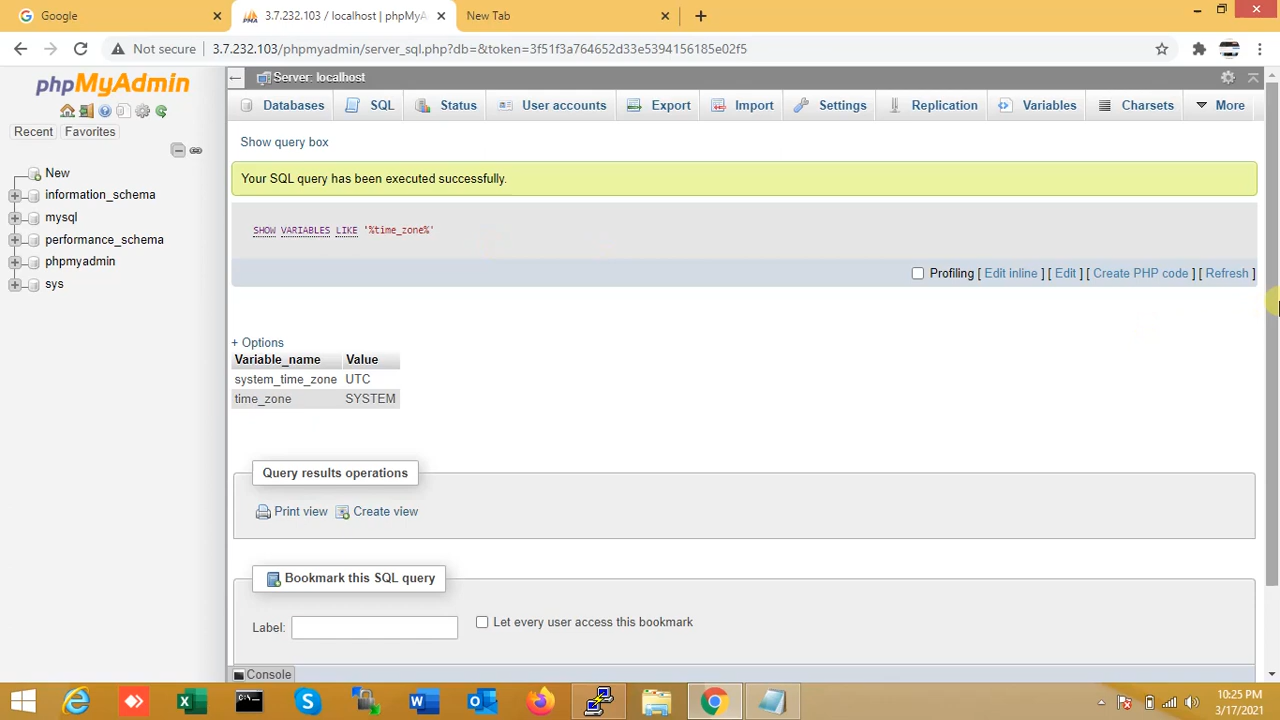 Google
3.7.232.103 / localhost | phpMyA
New Tab
Not secure
3.7.232.103/phpmyadmin/server_sql.php?db=&token=3f51f3a764652d33e5394156185e02f5
phpMyAdmin
Recent
Favorites
New
information_schema
mysql
performance_schema
phpmyadmin
sys
Server: localhost
Databases
SQL
Status
User accounts
Export
Import
Settings
Replication
Variables
Charsets
More
Show query box
Your SQL query has been executed successfully.
SHOW VARIABLES LIKE '%time_zone%'
Profiling [ Edit inline ] [ Edit ] [ Create PHP code ] [ Refresh ]
+ Options
Variable_name Value
system_time_zone UTC
time_zone SYSTEM
Query results operations
Print view
Create view
Bookmark this SQL query
Label:
Let every user access this bookmark
Console
10:25 PM
3/17/2021